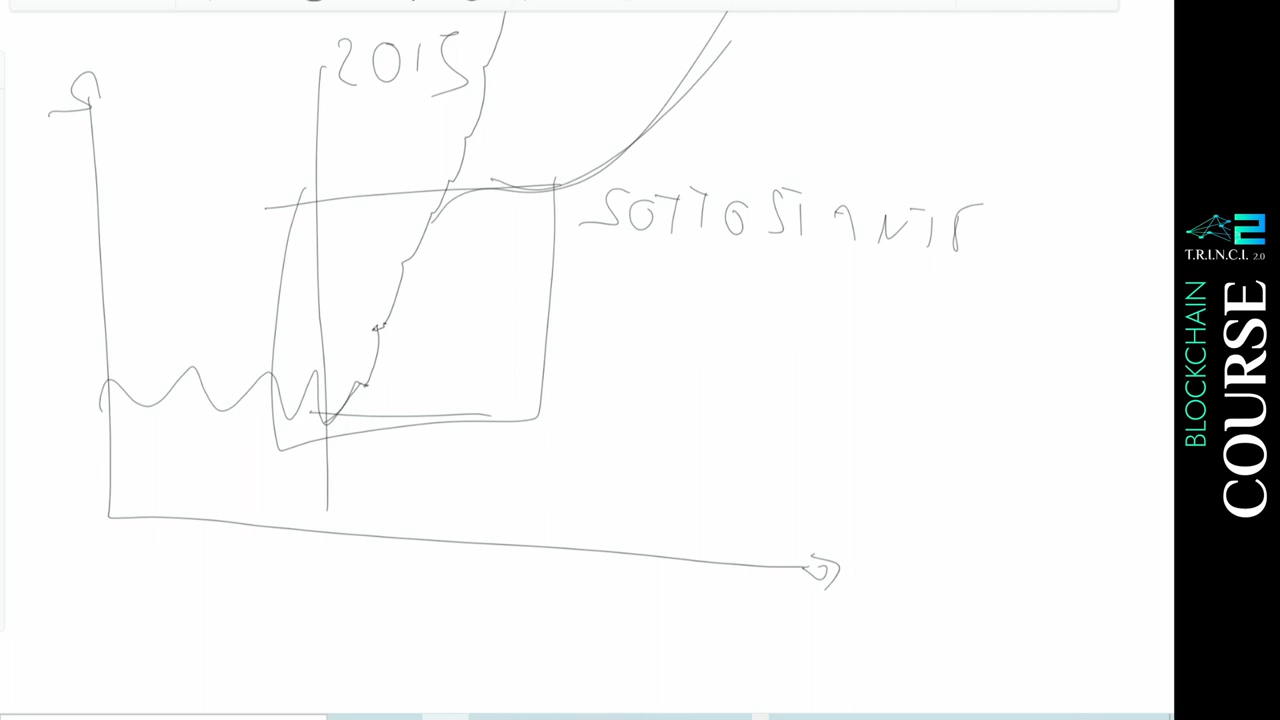 2015
SOTTOSTANTE
T.R.I.N.C.I. 2.0
BLOCKCHAIN
COURSE